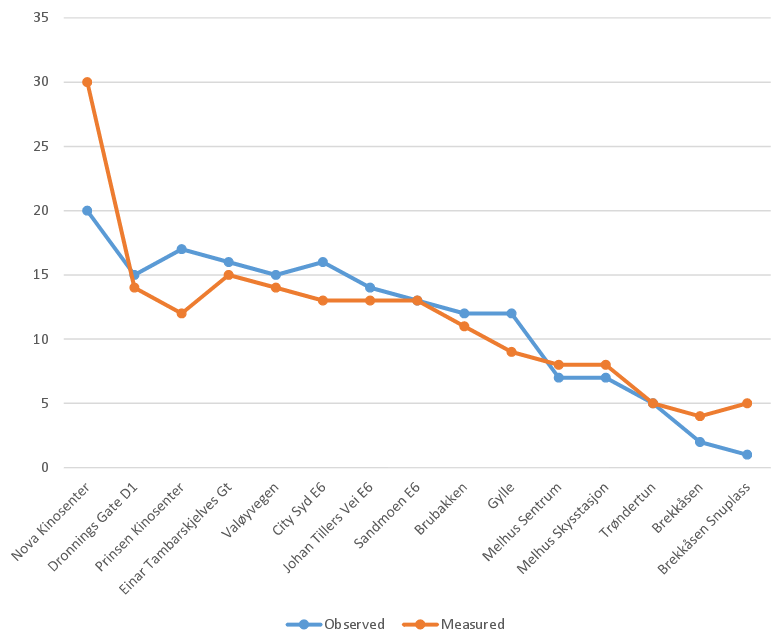 35
30
25
20
15
10
5
0
Nova Kinosenter
Dronnings Gate D1
Prinsen Kinosenter
Einar Tambarskjelves Gt
Valøyvegen
City Syd E6
Johan Tillers Vei E6
Sandmoen E6
Brubakken
Gylle
Melhus Sentrum
Melhus Skysstasjon
Trøndertun
Brekkåsen
Brekkåsen Snuplass
Observed Measured